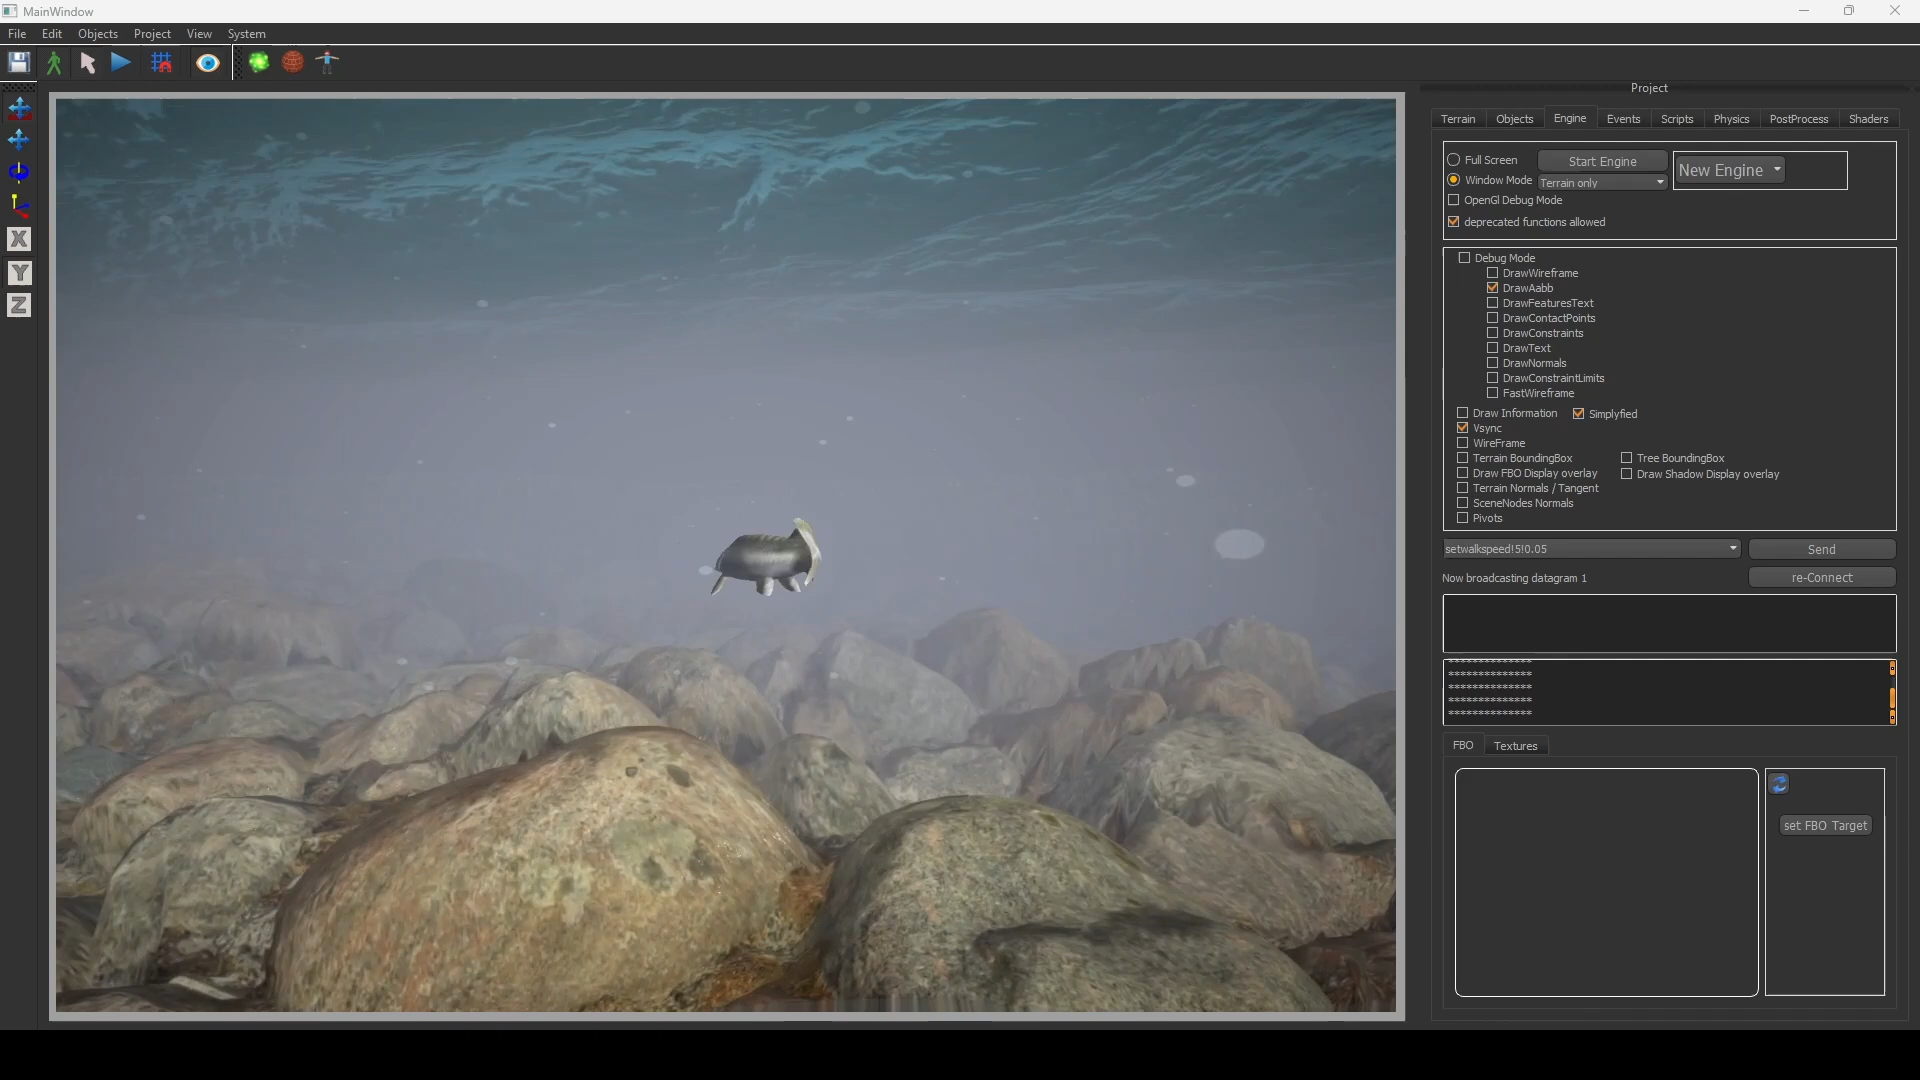 MainWindow
File Edit Objects Project View System
Project
Terrain Objects Engine Events Scripts Physics PostProcess Shaders
Full Screen Start Engine New Engine
Window Mode Terrain only
OpenGl Debug Mode
deprecated functions allowed
Debug Mode
DrawWireframe
DrawAabb
DrawFeaturesText
DrawContactPoints
DrawConstraints
DrawText
DrawNormals
DrawConstraintLimits
FastWireframe
Draw Information Simplyfied
Vsync
WireFrame
Terrain BoundingBox Tree BoundingBox
Draw FBO Display overlay Draw Shadow Display overlay
Terrain Normals / Tangent
SceneNodes Normals
Pivots
setwalkspeed!5!0.05 Send
Now broadcasting datagram 1 re-Connect
**************
**************
**************
**************
**************
FBO Textures
set FBO Target
X
Y
Z